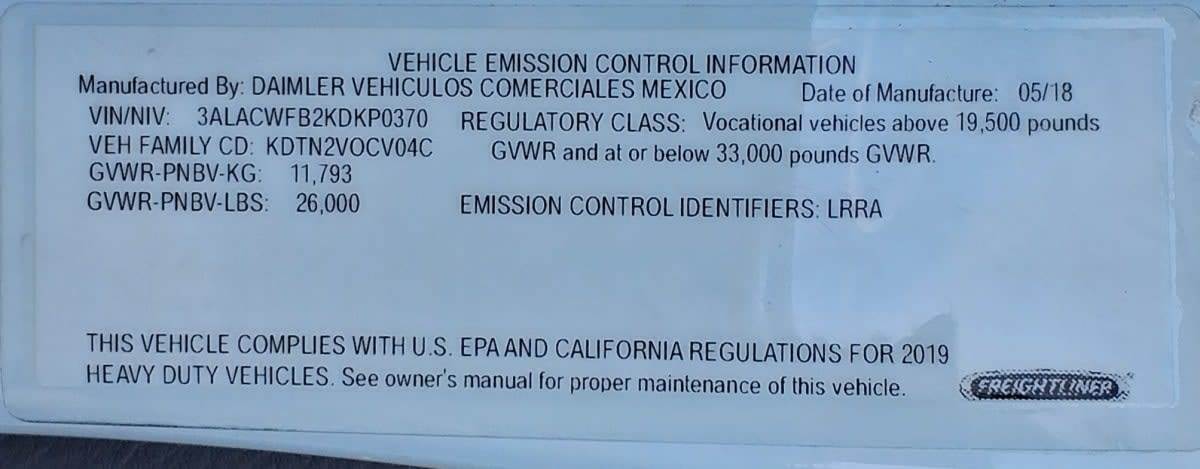 VEHICLE EMISSION CONTROL INFORMATION
Manufactured By: DAIMLER VEHICULOS COMERCIALES MEXICO Date of Manufacture: 05/18
VIN/NIV: 3ALACWFB2KDKP0370 REGULATORY CLASS: Vocational vehicles above 19,500 pounds
VEH FAMILY CD: KDTN2VOCV04C GVWR and at or below 33,000 pounds GVWR.
GVWR-PNBV-KG: 11,793
GVWR-PNBV-LBS: 26,000 EMISSION CONTROL IDENTIFIERS: LRRA
THIS VEHICLE COMPLIES WITH U.S. EPA AND CALIFORNIA REGULATIONS FOR 2019
HEAVY DUTY VEHICLES. See owner's manual for proper maintenance of this vehicle.
FREIGHTLINER